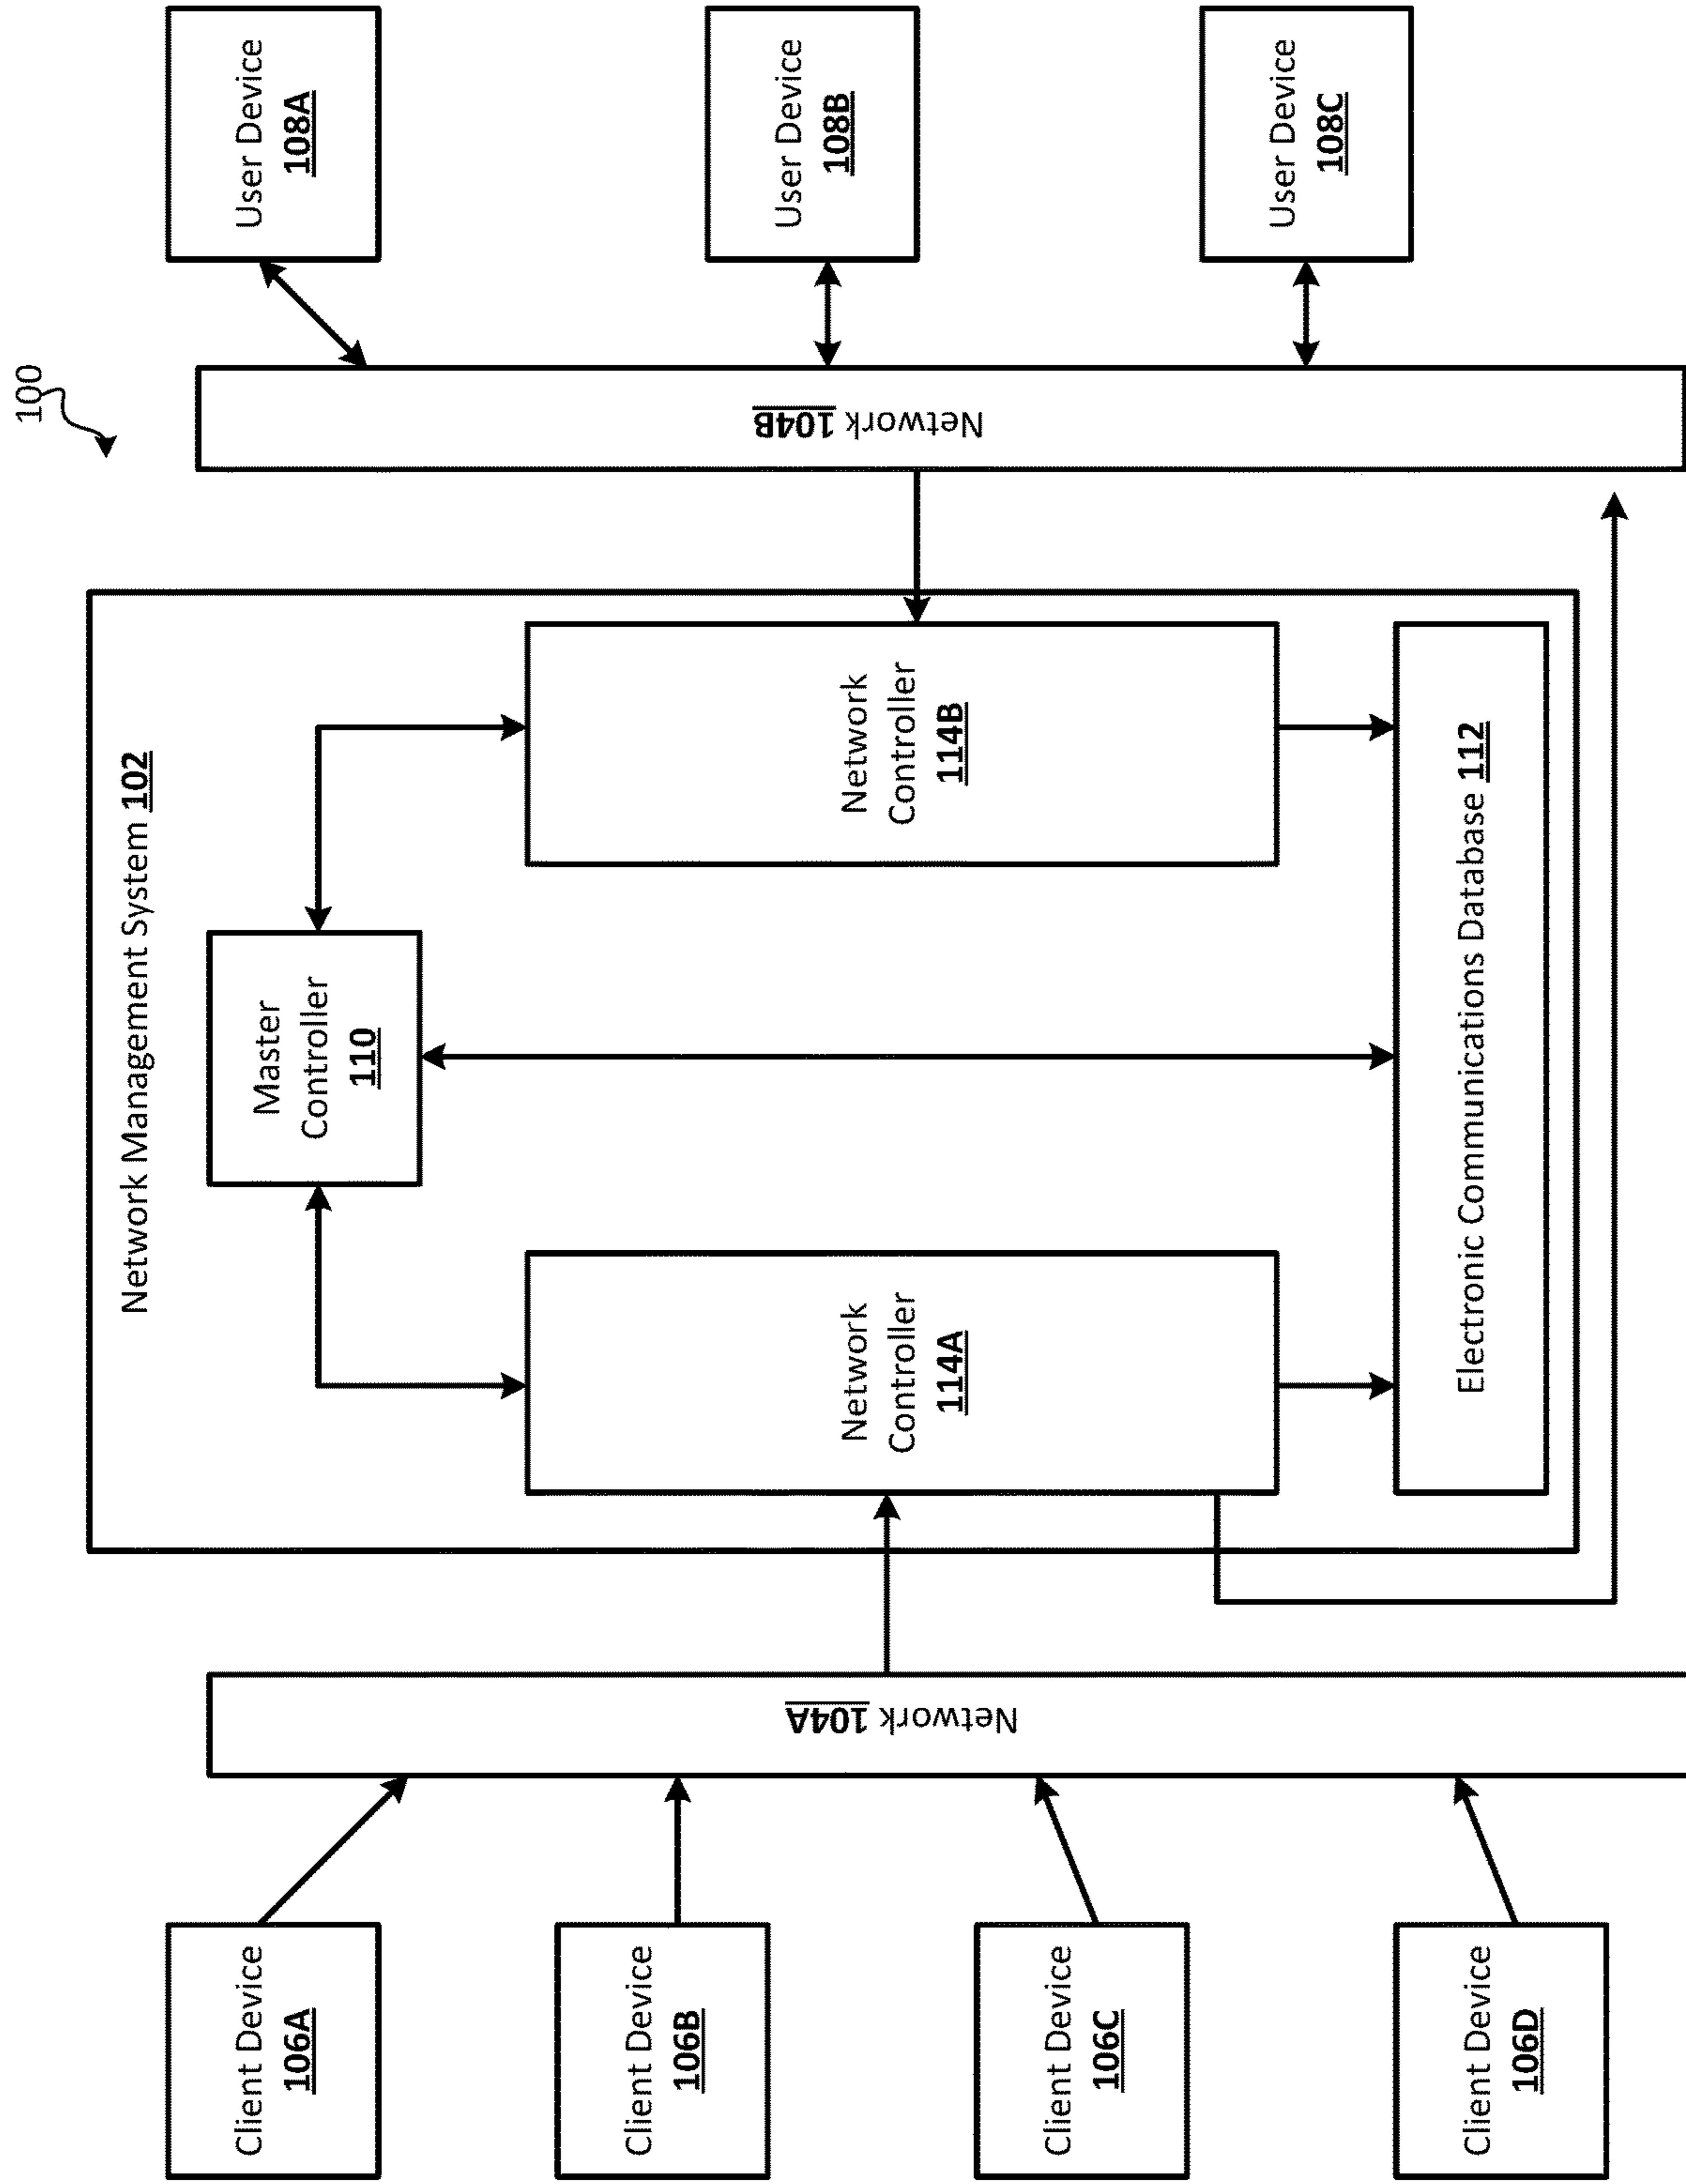 100
Client Device
106A
Client Device
106B
Client Device
106C
Client Device
106D
Network 104A
Network Management System 102
Master
Controller
110
Network
Controller
114A
Network
Controller
114B
Electronic Communications Database 112
Network 104B
User Device
108A
User Device
108B
User Device
108C